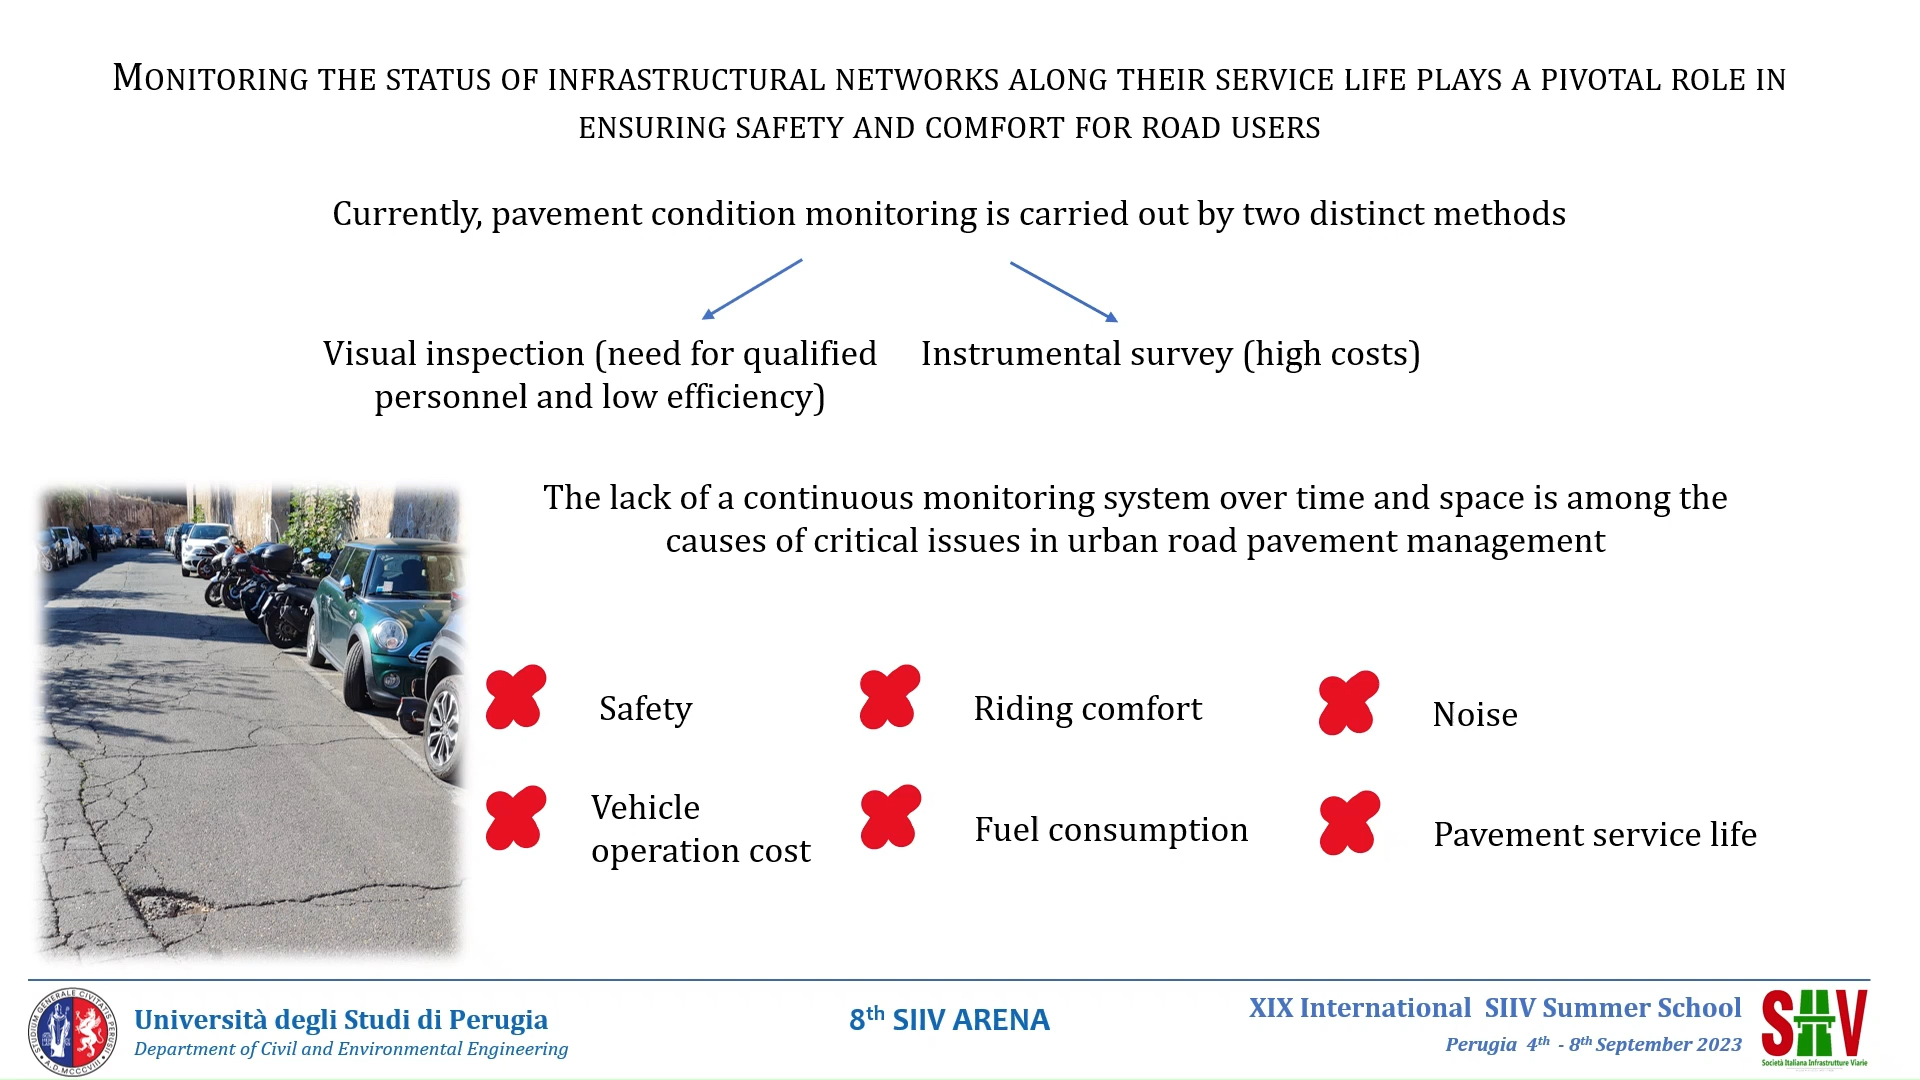 MONITORING THE STATUS OF INFRASTRUCTURAL NETWORKS ALONG THEIR SERVICE LIFE PLAYS A PIVOTAL ROLE IN
ENSURING SAFETY AND COMFORT FOR ROAD USERS
Currently, pavement condition monitoring is carried out by two distinct methods
Visual inspection (need for qualified
personnel and low efficiency)
Instrumental survey (high costs)
The lack of a continuous monitoring system over time and space is among the
causes of critical issues in urban road pavement management
Safety
Riding comfort
Noise
Vehicle
operation cost
Fuel consumption
Pavement service life
STUDIUM GENERALE CIVITATIS PERUSII
A.D. MCCCVIII
Università degli Studi di Perugia
Department of Civil and Environmental Engineering
8th SIIV ARENA
XIX International SIIV Summer School
Perugia 4th - 8th September 2023
SIIV
Società Italiana Infrastrutture Viarie